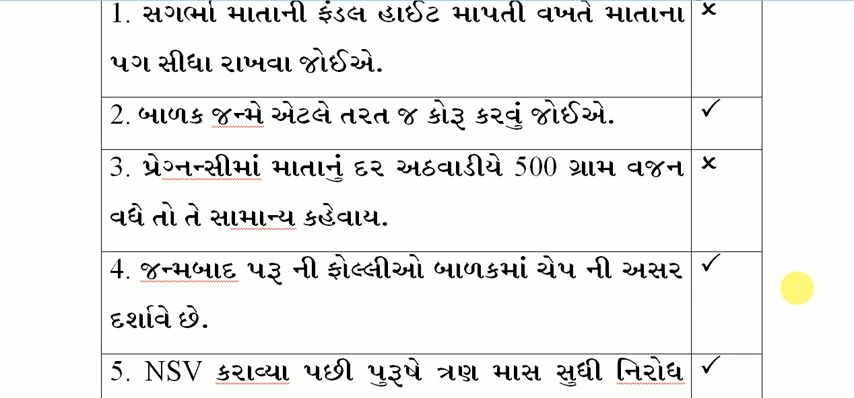 1. સગર્ભા માતાની ફંડલ હાઈટ માપતી વખતે માતાના ×
પગ સીધા રાખવા જોઈએ.
2. બાળક જન્મે એટલે તરત જ કોરૂ કરવું જોઈએ. ✓
3. પ્રેગ્નન્સીમાં માતાનું દર અઠવાડીયે 500 ગ્રામ વજન ×
વધે તો તે સામાન્ય કહેવાય.
4. જન્મબાદ પરૂ ની ફોલ્લીઓ બાળકમાં ચેપ ની અસર ✓
દર્શાવે છે.
5. NSV કરાવ્યા પછી પુરૂષે ત્રણ માસ સુધી નિરોધ ✓